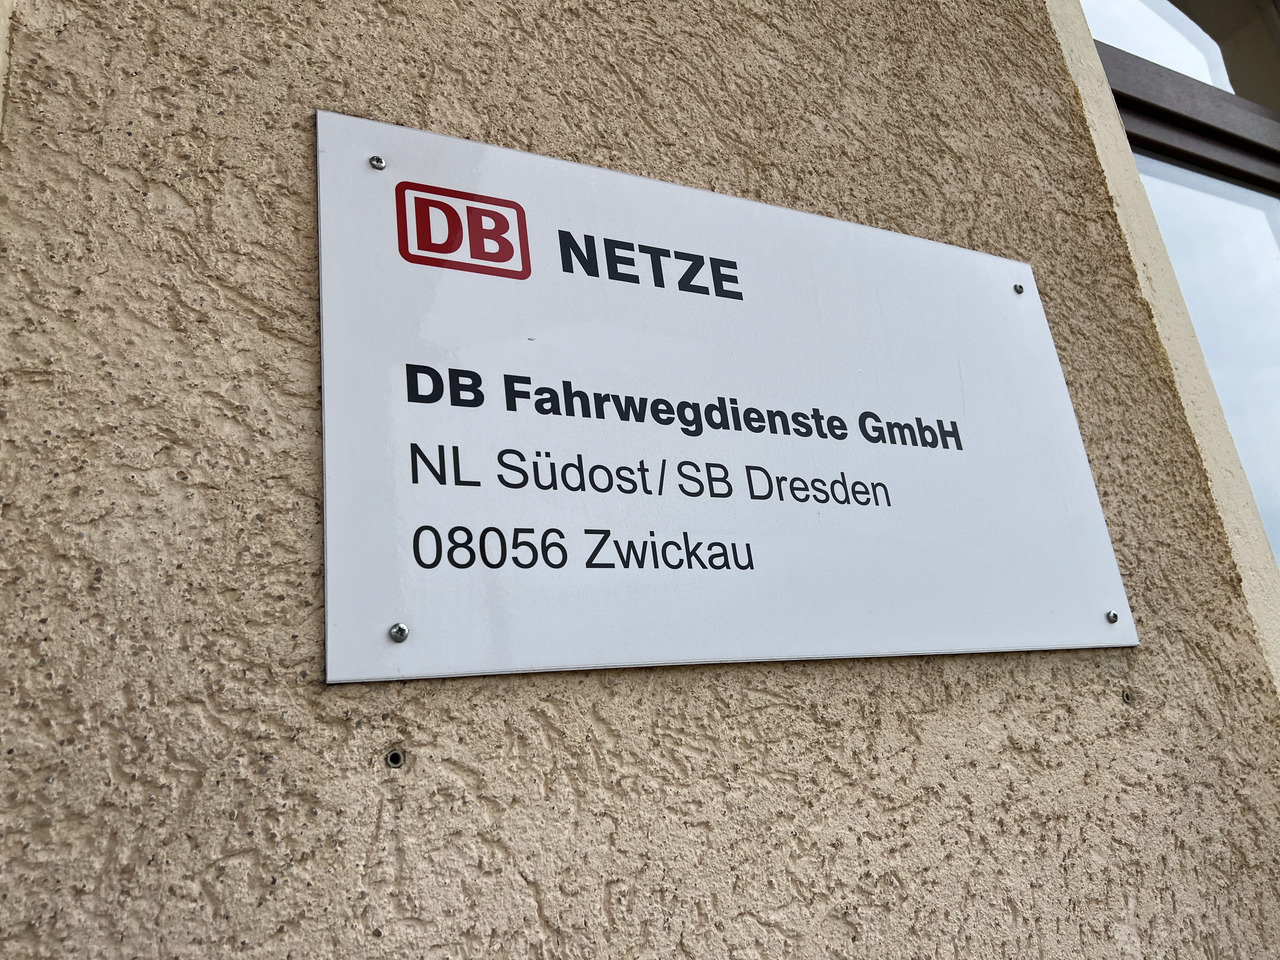 DB NETZE
DB Fahrwegdienste GmbH
NL Südost/SB Dresden
08056 Zwickau